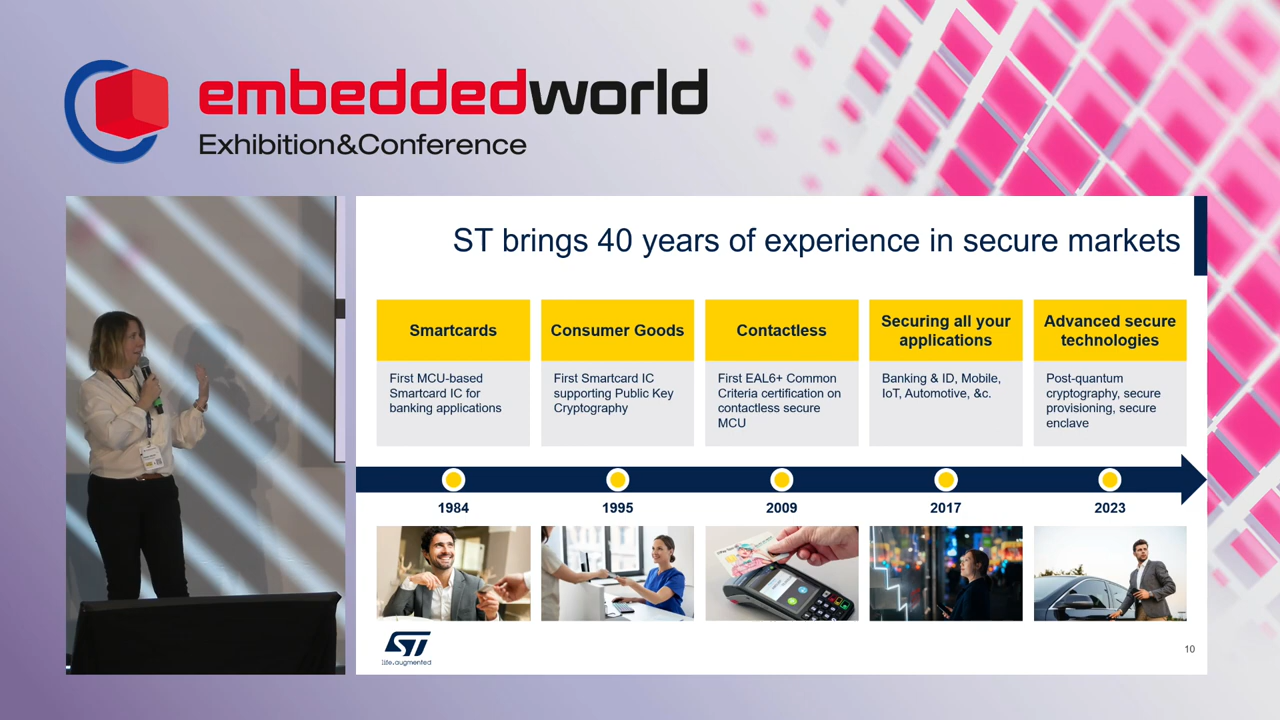 embeddedworld
Exhibition&Conference
ST brings 40 years of experience in secure markets
Smartcards
First MCU-based
Smartcard IC for
banking applications
Consumer Goods
First Smartcard IC
supporting Public Key
Cryptography
Contactless
First EAL6+ Common
Criteria certification on
contactless secure
MCU
Securing all your
applications
Banking & ID, Mobile,
IoT, Automotive, &c.
Advanced secure
technologies
Post-quantum
cryptography, secure
provisioning, secure
enclave
1984
1995
2009
2017
2023
ST
life.augmented
10